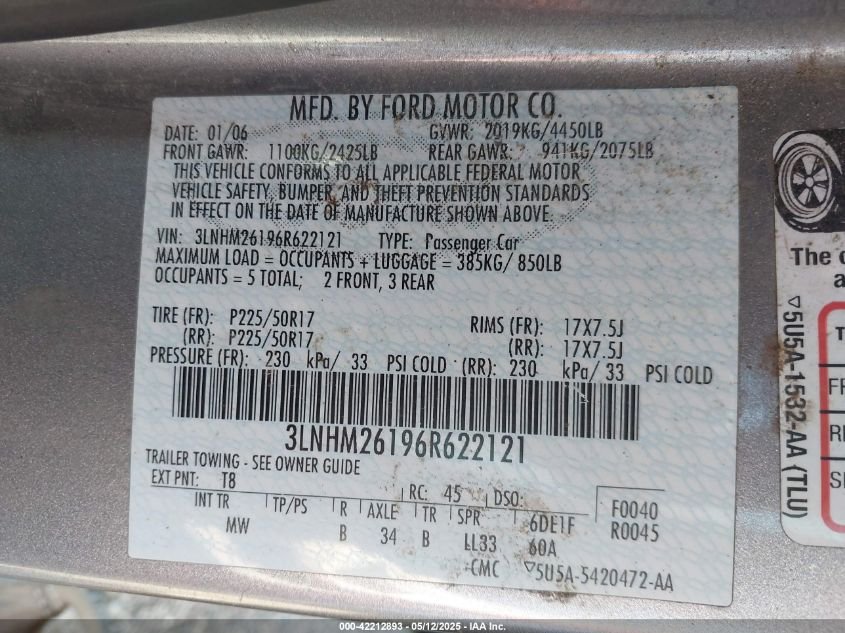 MFD. BY FORD MOTOR CO.
DATE: 01/06 GVWR: 2019KG/4450LB
FRONT GAWR: 1100KG/2425LB REAR GAWR: 941KG/2075LB
THIS VEHICLE CONFORMS TO ALL APPLICABLE FEDERAL MOTOR
VEHICLE SAFETY, BUMPER, AND THEFT PREVENTION STANDARDS
IN EFFECT ON THE DATE OF MANUFACTURE SHOWN ABOVE.
VIN: 3LNHM26196R622121 TYPE: Passenger Car
MAXIMUM LOAD = OCCUPANTS + LUGGAGE = 385KG/ 850LB
OCCUPANTS = 5 TOTAL; 2 FRONT, 3 REAR
TIRE (FR): P225/50R17 RIMS (FR): 17X7.5J
(RR): P225/50R17 (RR): 17X7.5J
PRESSURE (FR): 230 kPa/ 33 PSI COLD (RR): 230 kPa/ 33 PSI COLD
3LNHM26196R622121
TRAILER TOWING - SEE OWNER GUIDE
EXT PNT: T8 RC: 45 DSO: F0040
INT TR TP/PS R AXLE TR SPR 6DE1F R0045
MW B 34 B LL33 60A
CMC ▽5U5A-5420472-AA
The
▽5U5A-1532-AA (TLU)
000-42212893 - 05/12/2025 - IAA Inc.